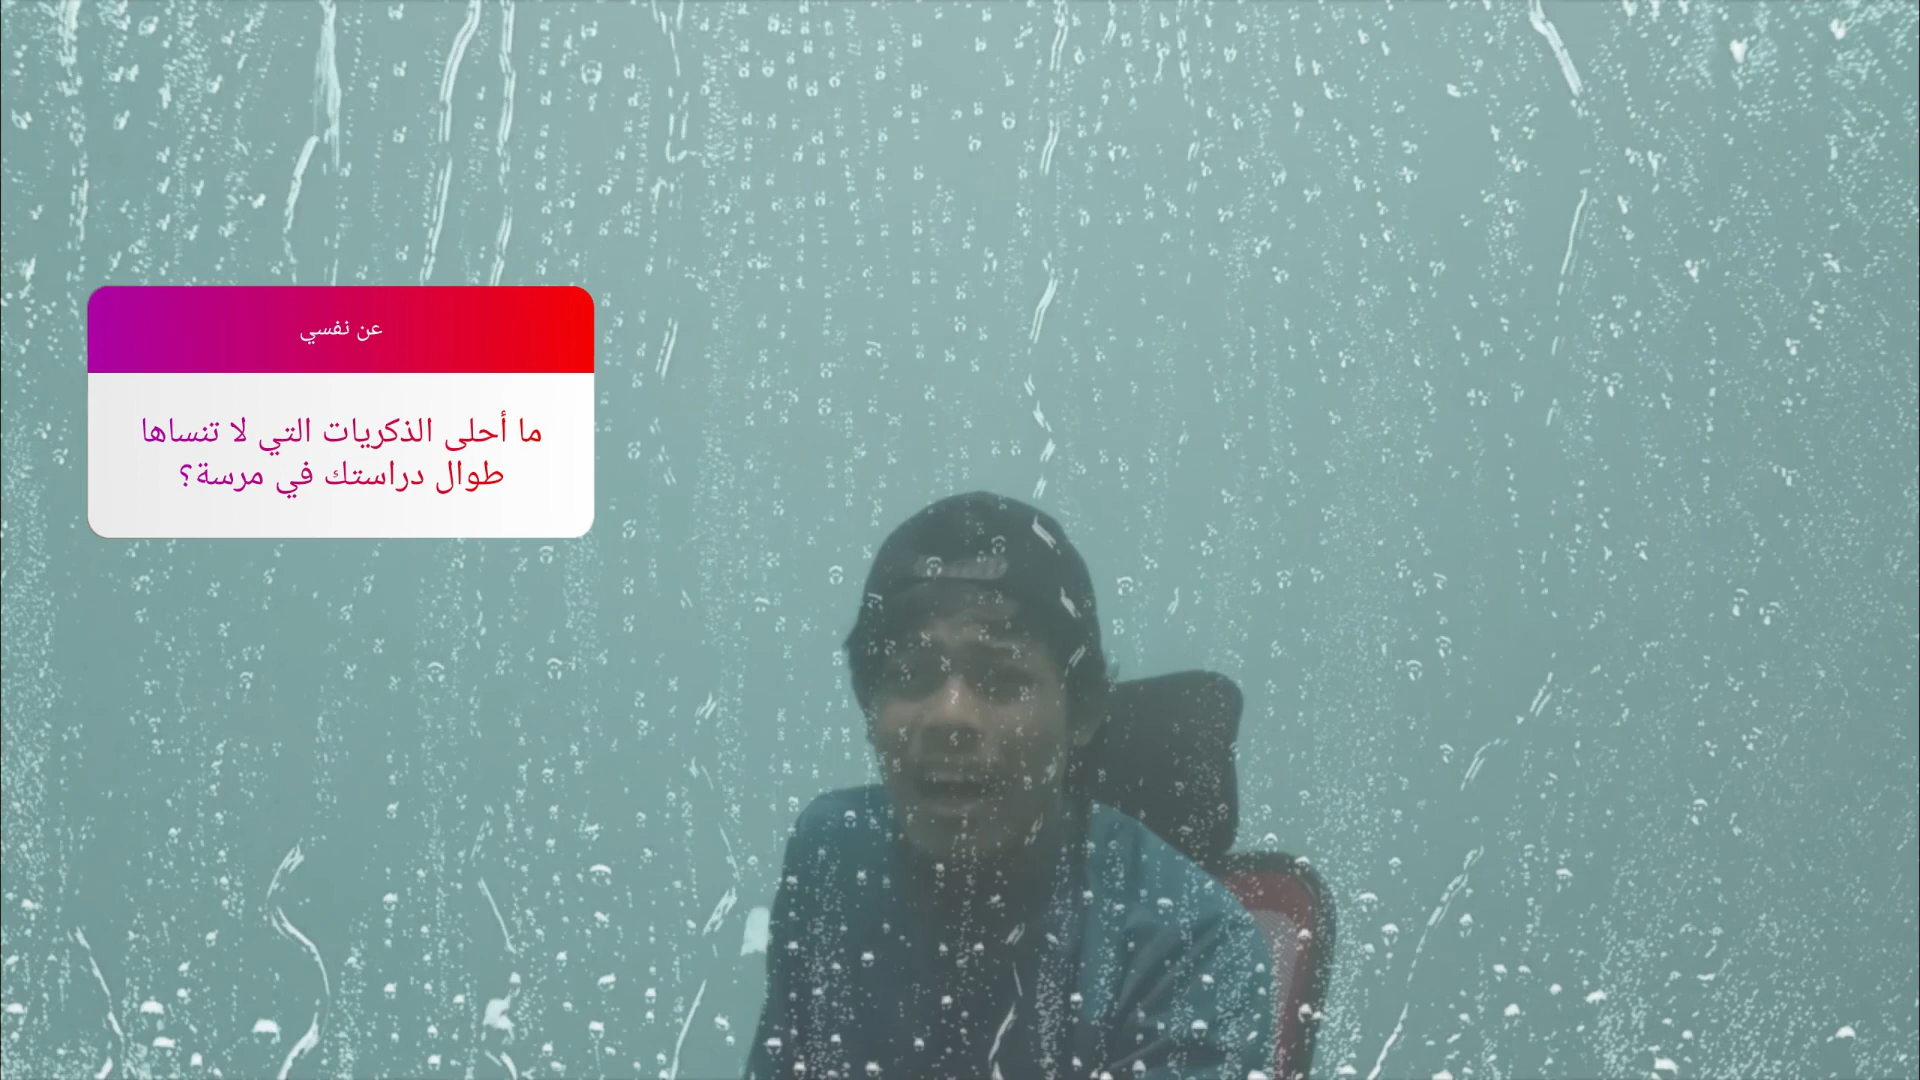 عن نفسي
ما أحلى الذكريات التي لا تنساها
طوال دراستك في مرسة؟